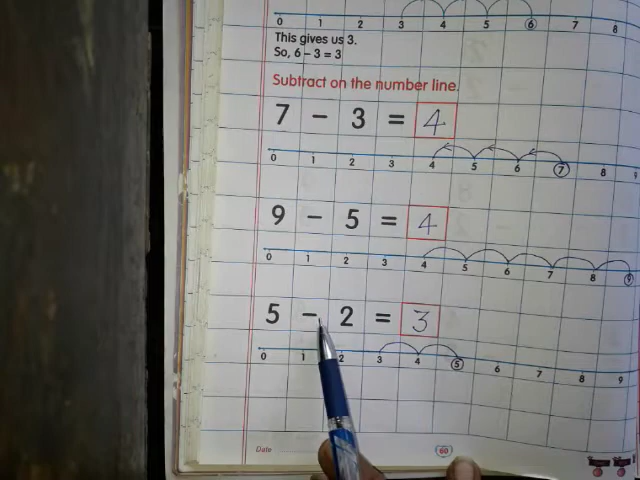 0 1 2 3 4 5 6 7 8
This gives us 3.
So, 6 – 3 = 3
Subtract on the number line.
7 – 3 = 4
0 1 2 3 4 5 6 7 8 9
9 – 5 = 4
0 1 2 3 4 5 6 7 8 9
5 – 2 = 3
0 1 2 3 4 5 6 7 8 9
Date
60